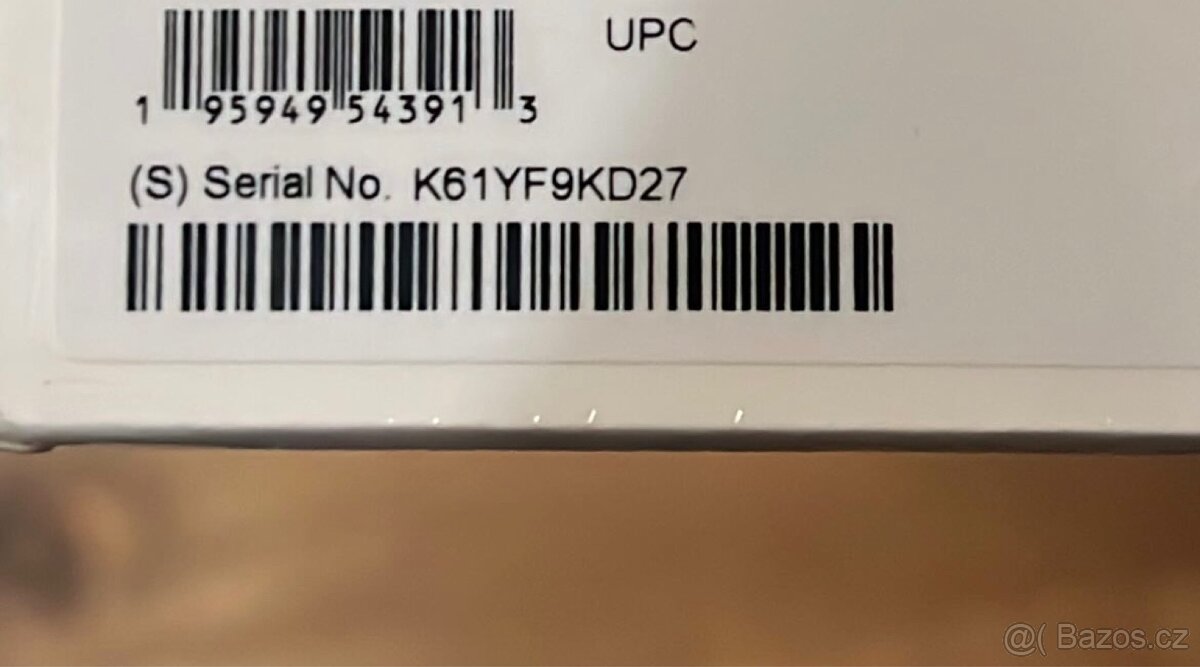 UPC
1 95949 54391 3
(S) Serial No. K61YF9KD27
@( Bazos.cz